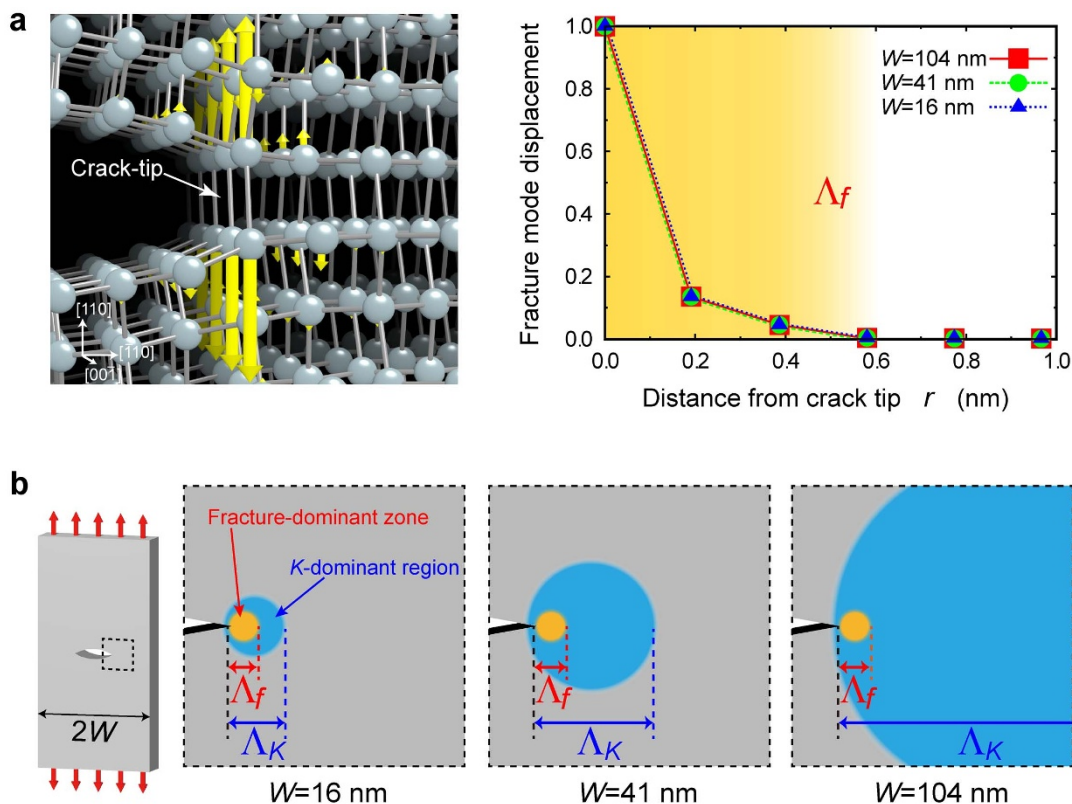 a
Crack-tip
[110]
[1̄10]
[001̄]
Fracture mode displacement
1.0
0.8
0.6
0.4
0.2
0.0
W=104 nm
W=41 nm
W=16 nm
Λf
0.0 0.2 0.4 0.6 0.8 1.0
Distance from crack tip r (nm)
b
2W
Fracture-dominant zone
K-dominant region
Λf
ΛK
W=16 nm
Λf
ΛK
W=41 nm
Λf
ΛK
W=104 nm